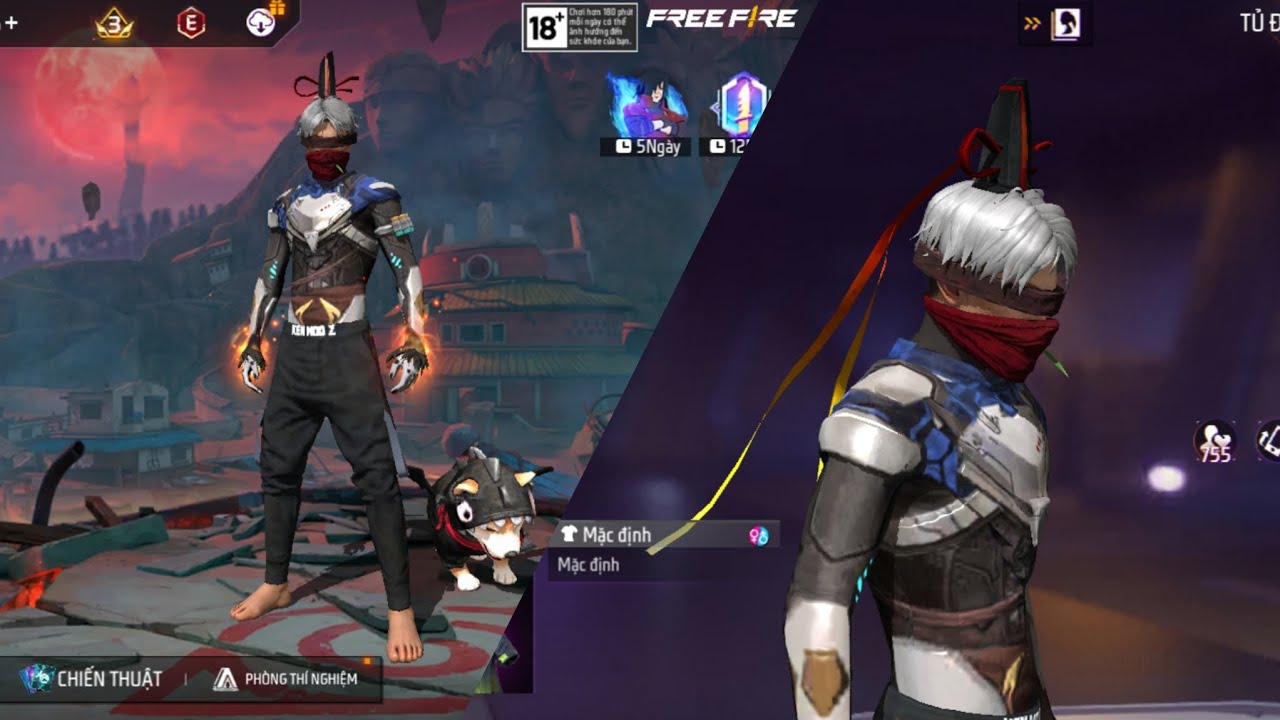 +
3
E
18+
Chơi hơn 180 phút
mỗi ngày có thể
ảnh hưởng đến
sức khỏe của bạn.
FREE FIRE
5Ngày
TỦ
KEN MOD Z
755
Mặc định
Mặc định
CHIẾN THUẬT
PHÒNG THÍ NGHIỆM